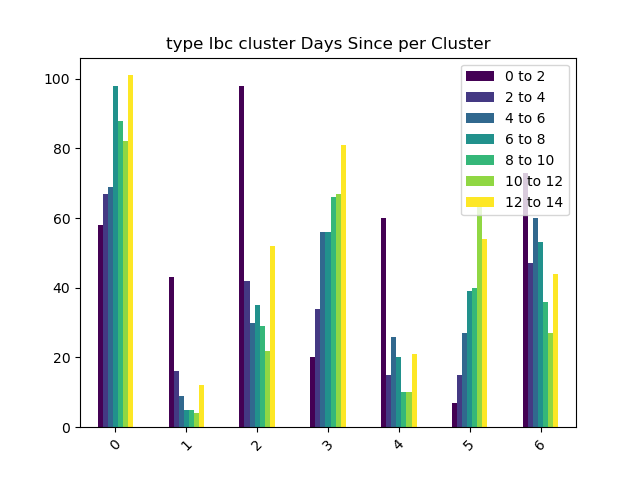 type Ibc cluster Days Since per Cluster
100
80
60
40
20
0
0 to 2
2 to 4
4 to 6
6 to 8
8 to 10
10 to 12
12 to 14
0 1 2 3 4 5 6